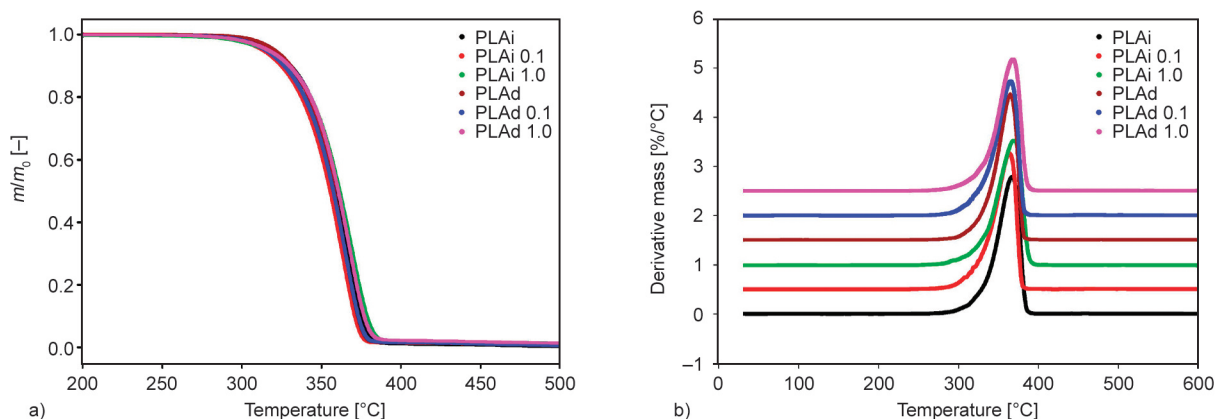 1.0
0.8
0.6
0.4
0.2
0.0
m/m0 [–]
200
250
300
350
400
450
500
Temperature [°C]
a)
PLAi
PLAi 0.1
PLAi 1.0
PLAd
PLAd 0.1
PLAd 1.0
6
5
4
3
2
1
0
–1
Derivative mass [%/°C]
0
100
200
300
400
500
600
Temperature [°C]
b)
PLAi
PLAi 0.1
PLAi 1.0
PLAd
PLAd 0.1
PLAd 1.0